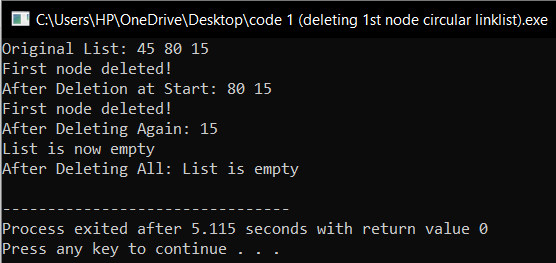 C:\Users\HP\OneDrive\Desktop\code 1 (deleting 1st node circular linklist).exe
Original List: 45 80 15
First node deleted!
After Deletion at Start: 80 15
First node deleted!
After Deleting Again: 15
List is now empty
After Deleting All: List is empty
--------------------------------
Process exited after 5.115 seconds with return value 0
Press any key to continue . . .